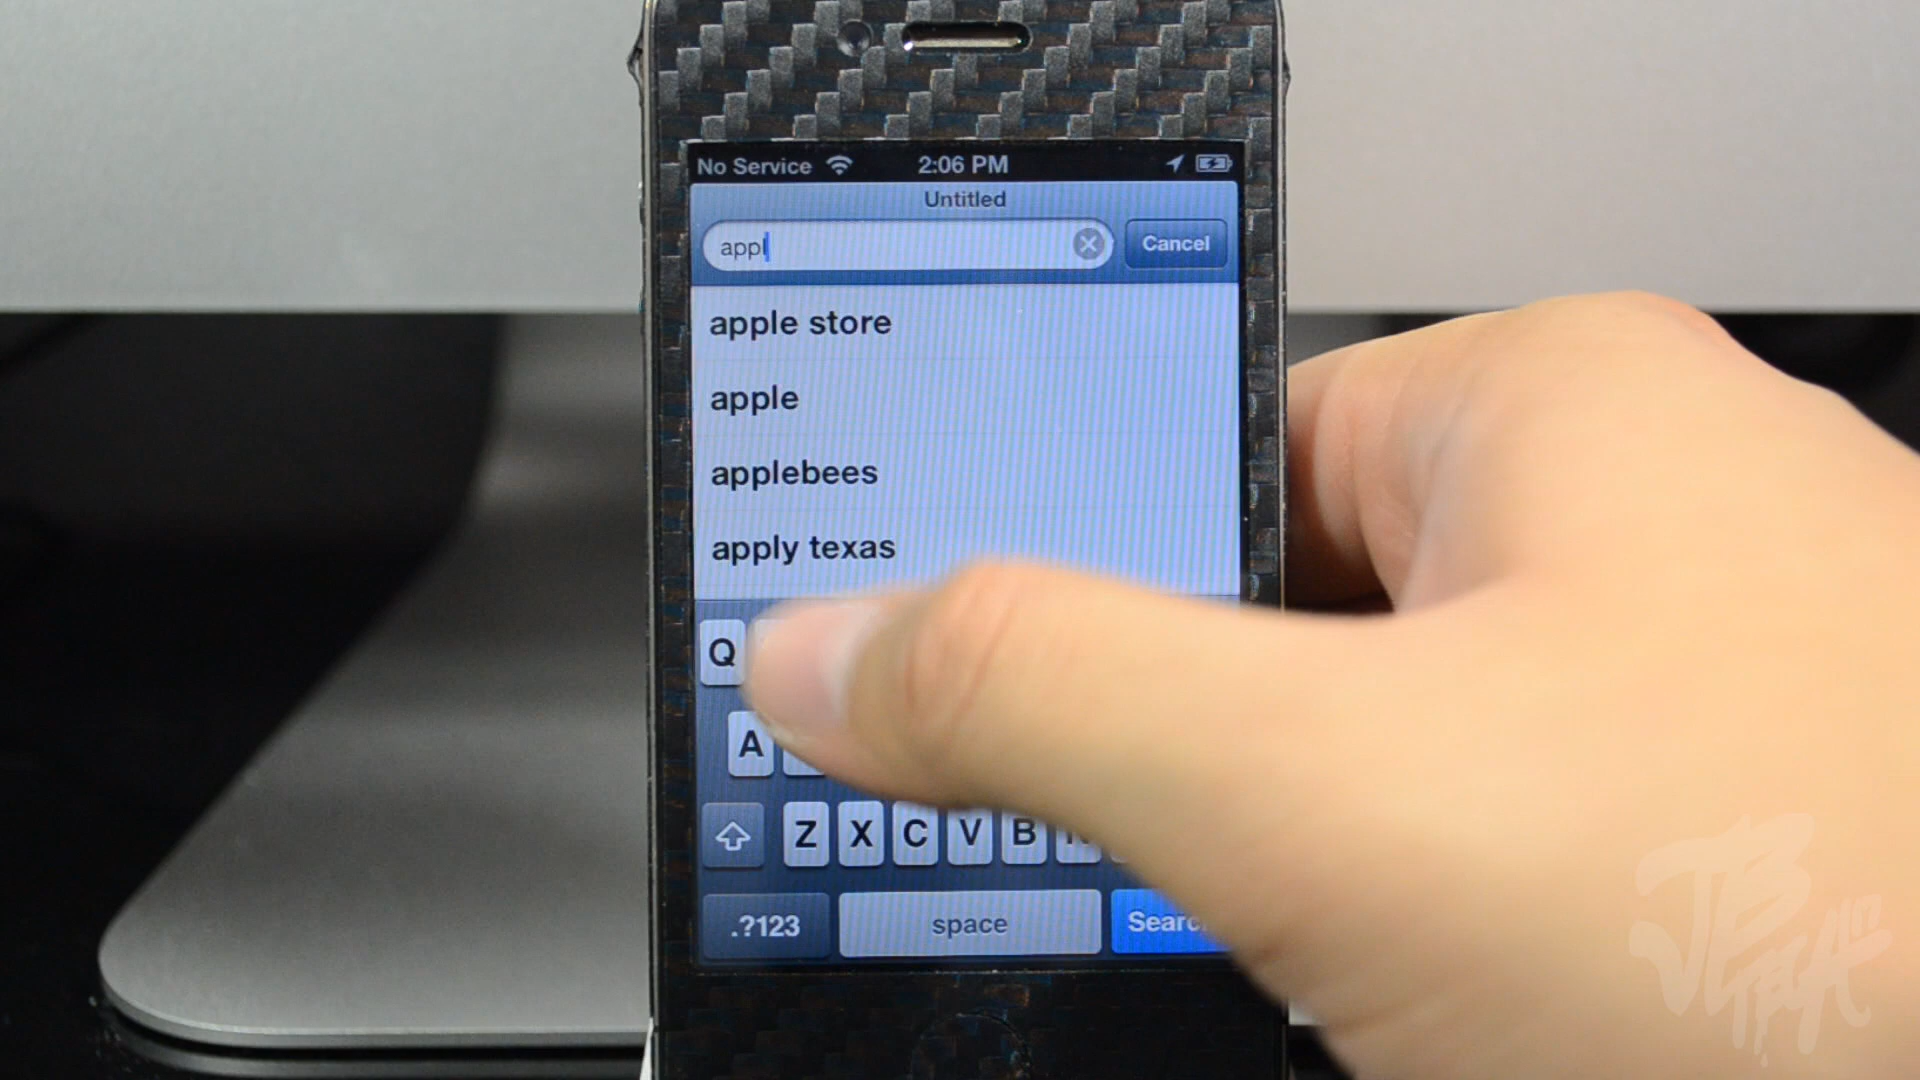 No Service 2:06 PM
Untitled
appl Cancel
apple store
apple
applebees
apply texas
Q
A
Z X C V B
.?123 space